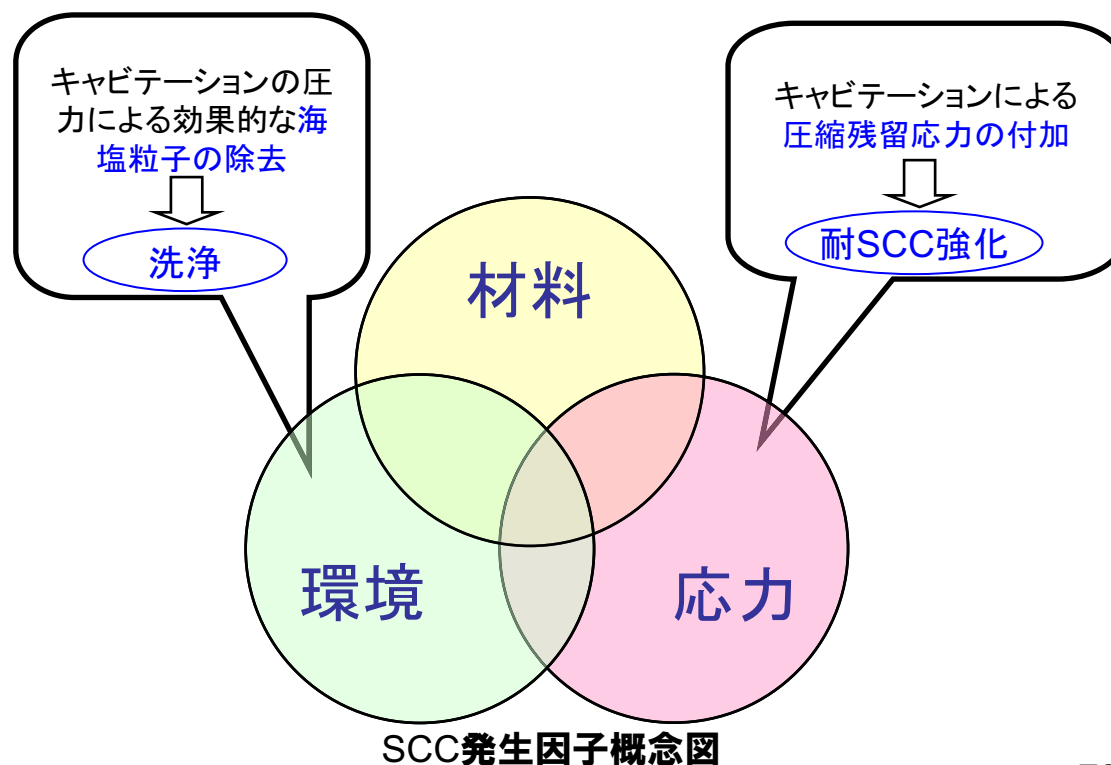 キャビテーションの圧
力による効果的な海
塩粒子の除去
洗浄
キャビテーションによる
圧縮残留応力の付加
耐SCC強化
材料
環境
応力
SCC発生因子概念図